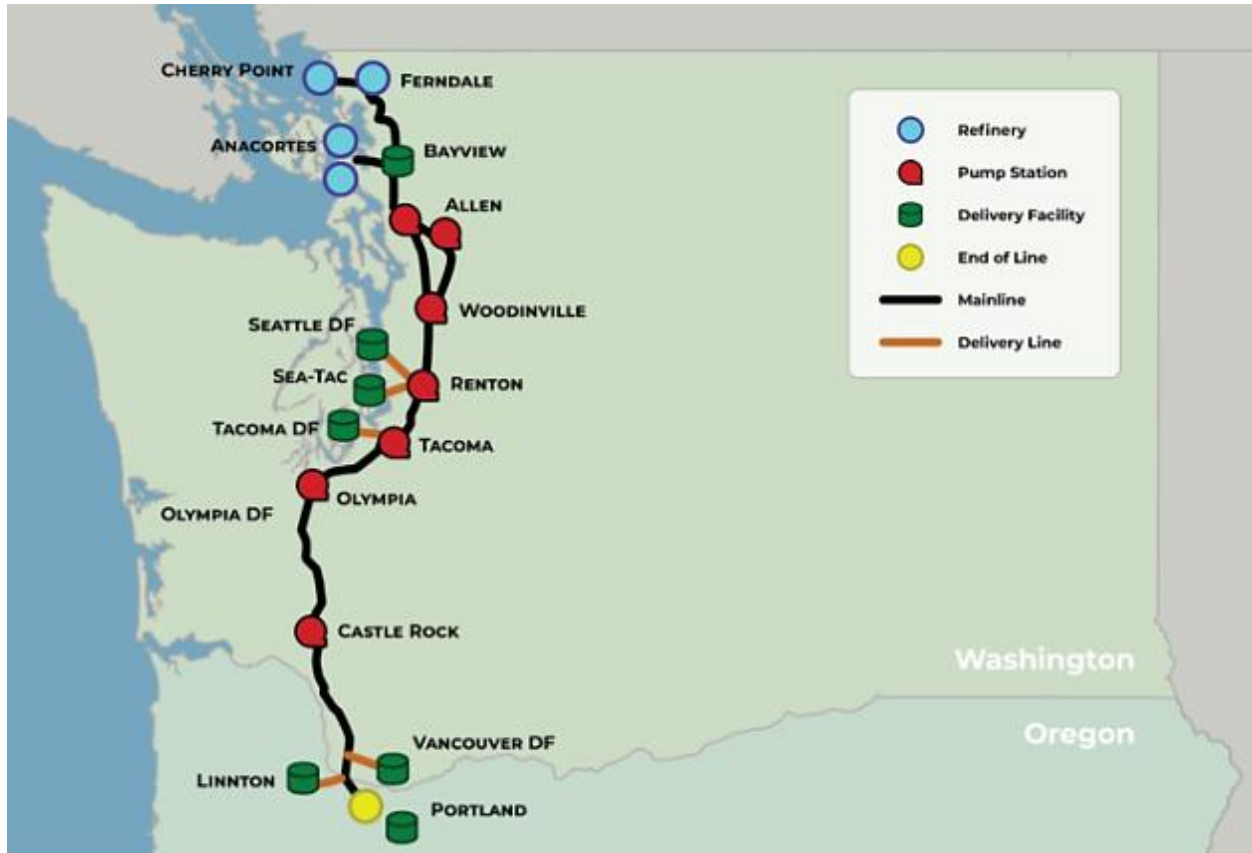 CHERRY POINT
FERNDALE
ANACORTES
BAYVIEW
ALLEN
WOODINVILLE
SEATTLE DF
SEA-TAC
RENTON
TACOMA DF
TACOMA
OLYMPIA
OLYMPIA DF
CASTLE ROCK
VANCOUVER DF
LINNTON
PORTLAND
Refinery
Pump Station
Delivery Facility
End of Line
Mainline
Delivery Line
Washington
Oregon